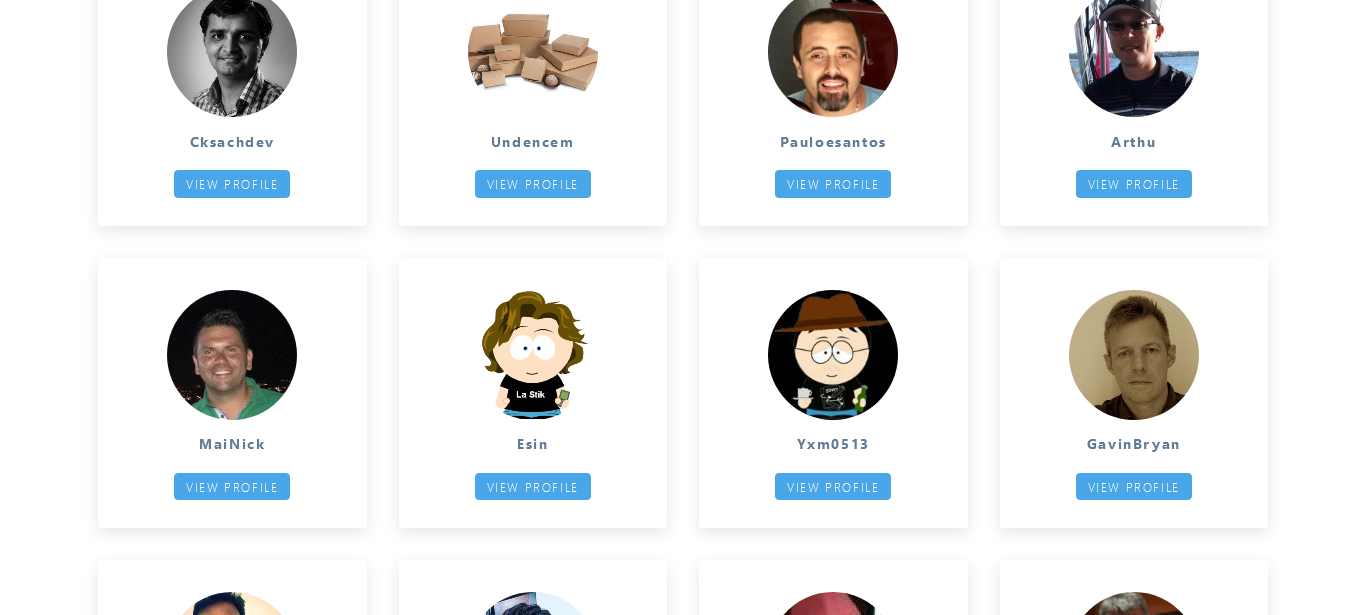 Cksachdev
Undencem
Pauloesantos
Arthu
VIEW PROFILE
VIEW PROFILE
VIEW PROFILE
VIEW PROFILE
La Stik
MaiNick
Esin
Yxm0513
GavinBryan
VIEW PROFILE
VIEW PROFILE
VIEW PROFILE
VIEW PROFILE